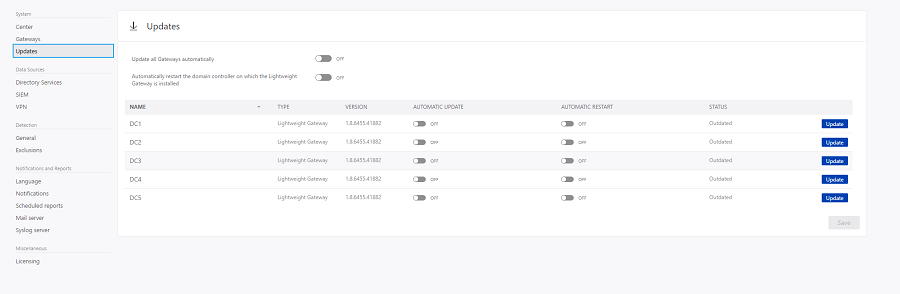 System
Center
Gateways
Updates
Data Sources
Directory Services
SIEM
VPN
Detection
General
Exclusions
Notifications and Reports
Language
Notifications
Scheduled reports
Mail server
Syslog server
Miscellaneous
Licensing
Updates
Update all Gateways automatically OFF
Automatically restart the domain controller on which the Lightweight OFF
Gateway is installed
NAME TYPE VERSION AUTOMATIC UPDATE AUTOMATIC RESTART STATUS
DC1 Lightweight Gateway 1.8.6455.41882 OFF OFF Outdated Update
DC2 Lightweight Gateway 1.8.6455.41882 OFF OFF Outdated Update
DC3 Lightweight Gateway 1.8.6455.41882 OFF OFF Outdated Update
DC4 Lightweight Gateway 1.8.6455.41882 OFF OFF Outdated Update
DC5 Lightweight Gateway 1.8.6455.41882 OFF OFF Outdated Update
Save